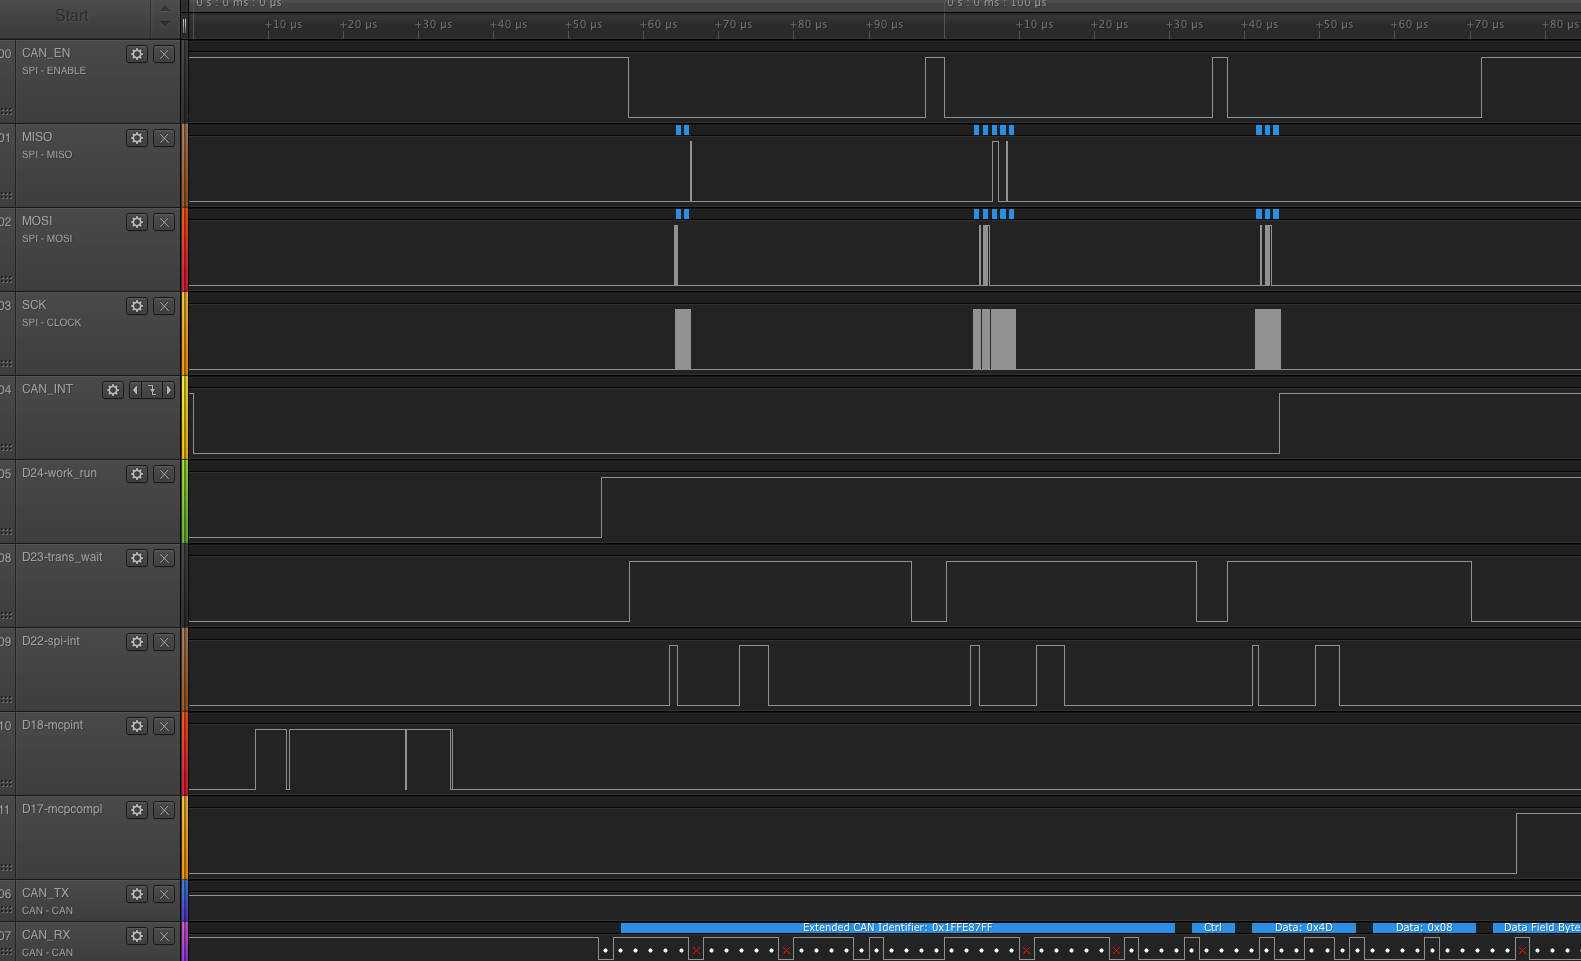 Start
0 s : 0 ms : 0 µs
0 s : 0 ms : 100 µs
+10 µs
+20 µs
+30 µs
+40 µs
+50 µs
+60 µs
+70 µs
+80 µs
+90 µs
+10 µs
+20 µs
+30 µs
+40 µs
+50 µs
+60 µs
+70 µs
+80 µs
00
CAN_EN
SPI - ENABLE
01
MISO
SPI - MISO
02
MOSI
SPI - MOSI
03
SCK
SPI - CLOCK
04
CAN_INT
05
D24-work_run
08
D23-trans_wait
09
D22-spi-int
10
D18-mcpint
11
D17-mcpcompl
06
CAN_TX
CAN - CAN
07
CAN_RX
CAN - CAN
Extended CAN Identifier: 0x1FFE87FF
Ctrl
Data: 0x4D
Data: 0x08
Data Field Byte